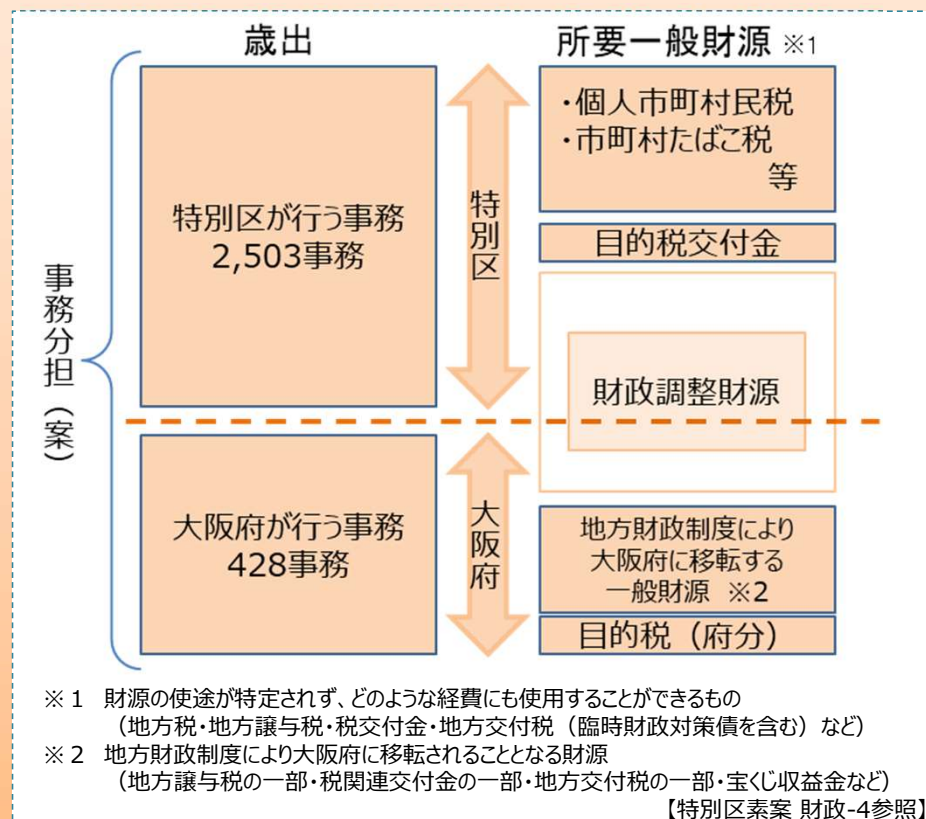 歳出
所要一般財源 ※1
事務分担（案）
特別区が行う事務
2,503事務
特別区
・個人市町村民税
・市町村たばこ税
等
目的税交付金
財政調整財源
大阪府が行う事務
428事務
大阪府
地方財政制度により
大阪府に移転する
一般財源 ※2
目的税（府分）
※１ 財源の使途が特定されず、どのような経費にも使用することができるもの
（地方税・地方譲与税・税交付金・地方交付税（臨時財政対策債を含む）など）
※２ 地方財政制度により大阪府に移転されることとなる財源
（地方譲与税の一部・税関連交付金の一部・地方交付税の一部・宝くじ収益金など）
【特別区素案 財政-4参照】